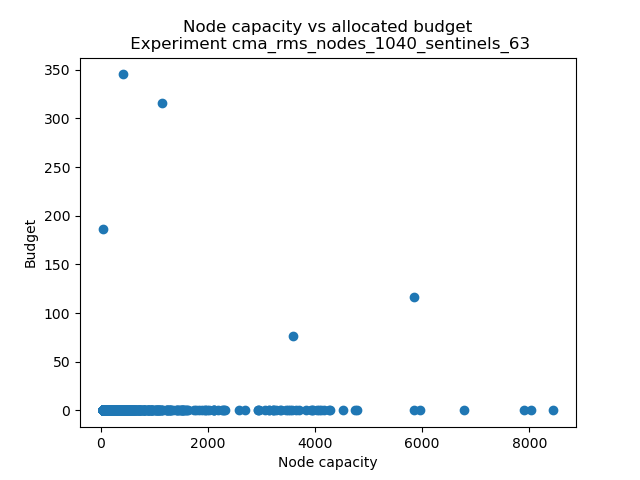 Node capacity vs allocated budget
Experiment cma_rms_nodes_1040_sentinels_63
350
300
250
200
150
100
50
0
Budget
0 2000 4000 6000 8000
Node capacity